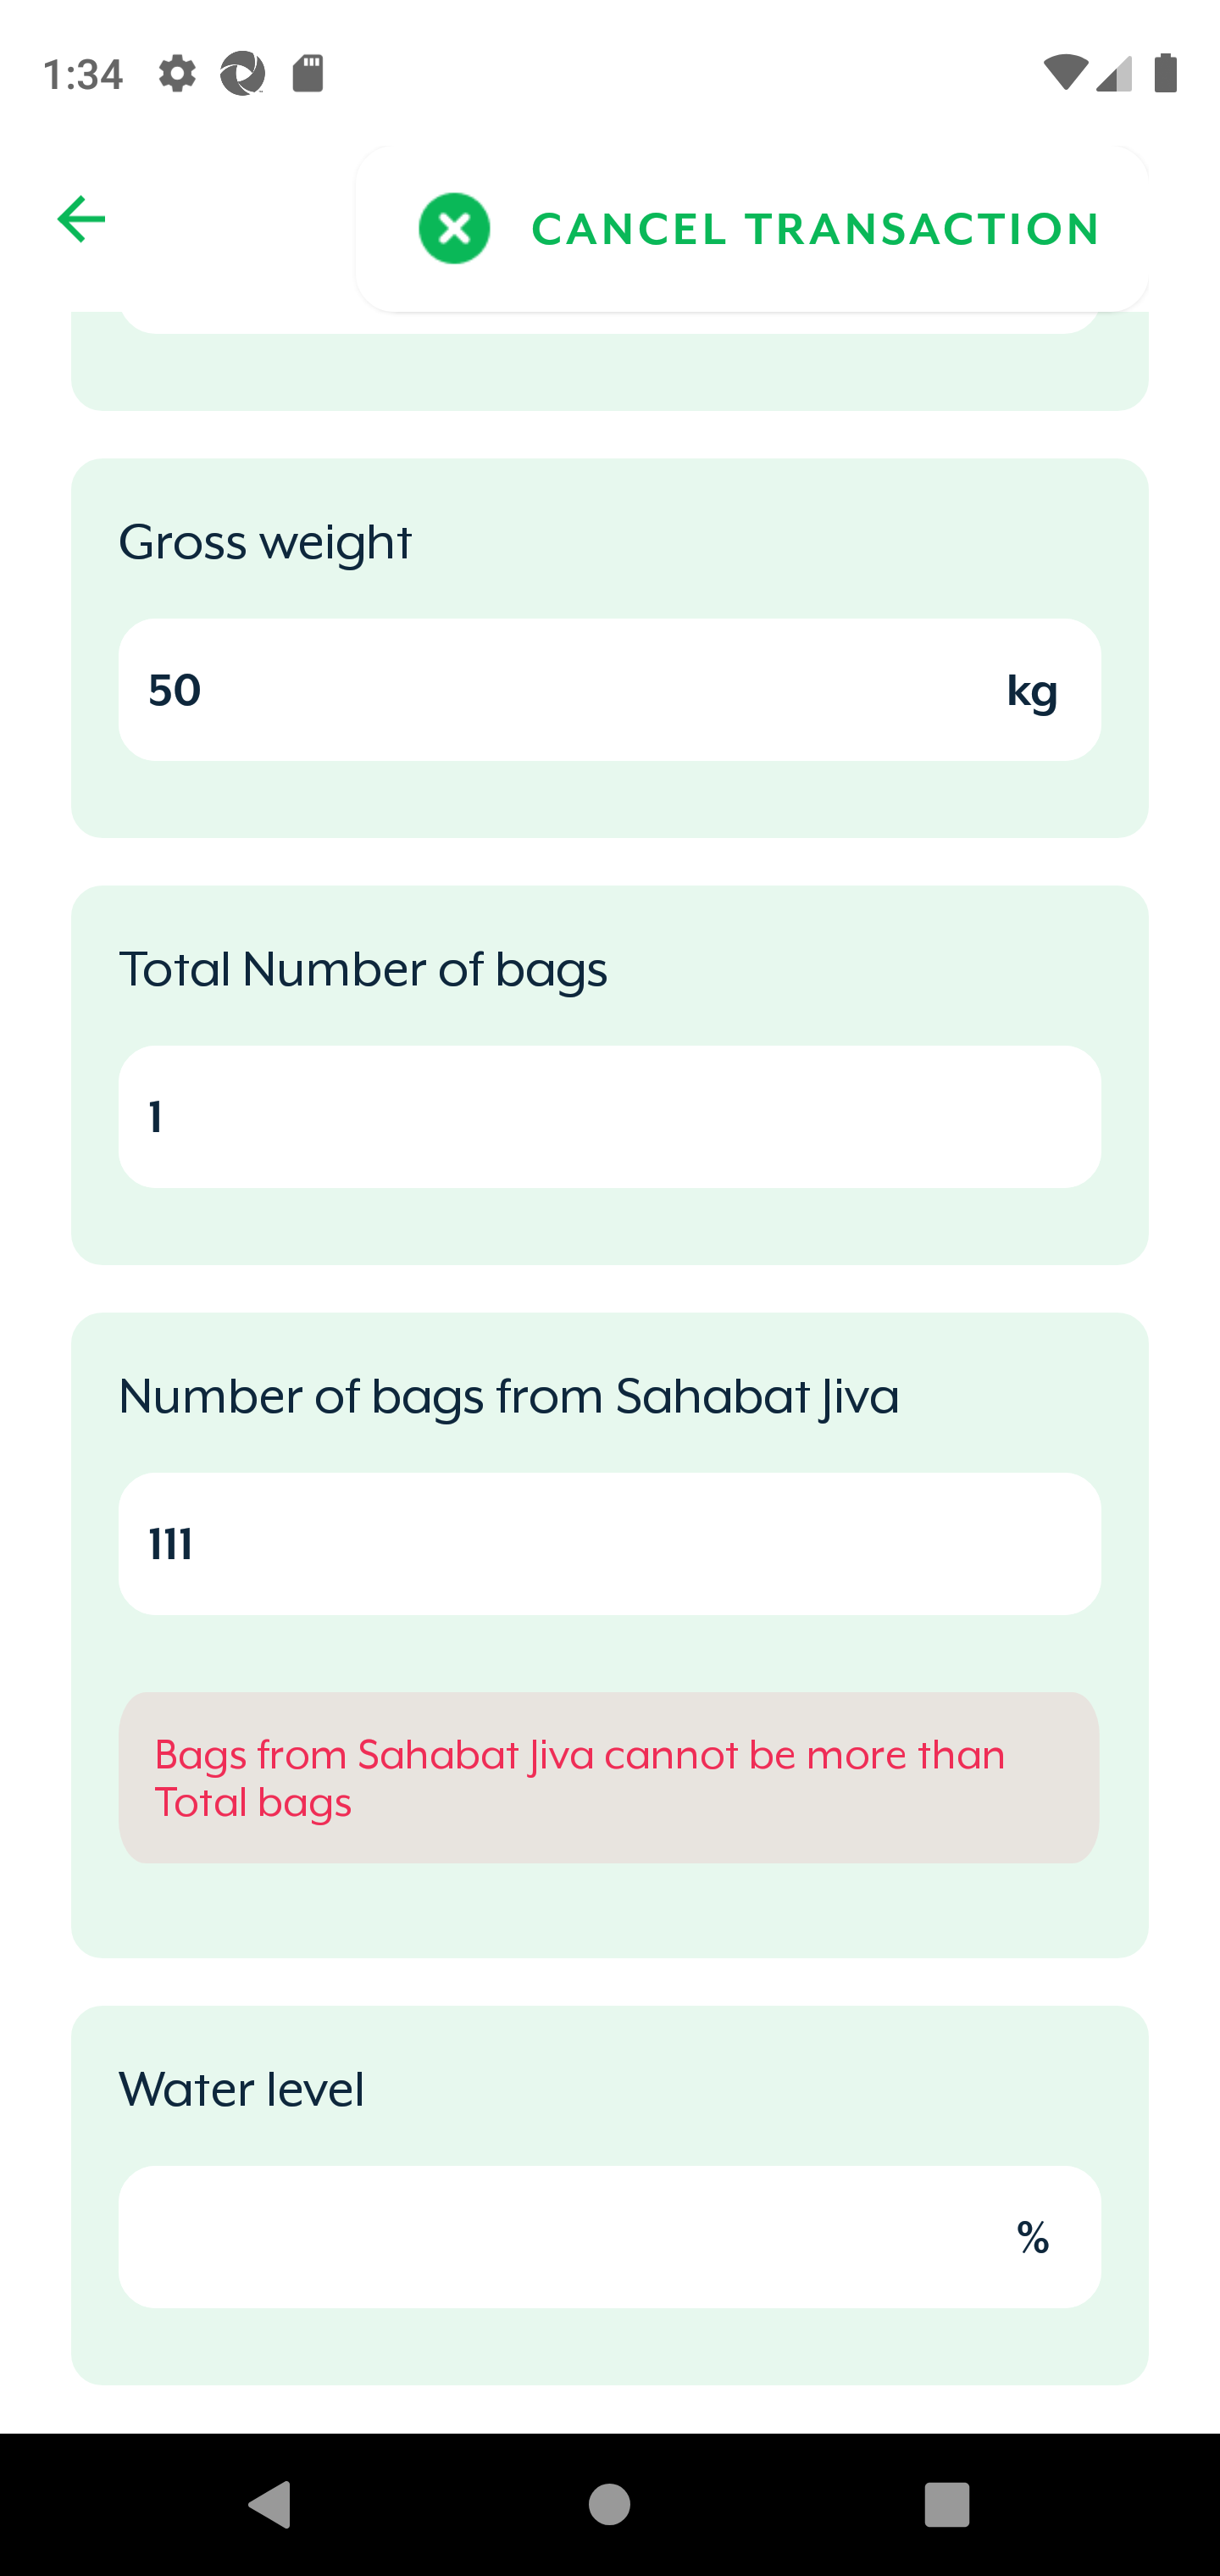 1:34
CANCEL TRANSACTION
Gross weight
50 kg
Total Number of bags
1
Number of bags from Sahabat Jiva
111
Bags from Sahabat Jiva cannot be more than
Total bags
Water level
%